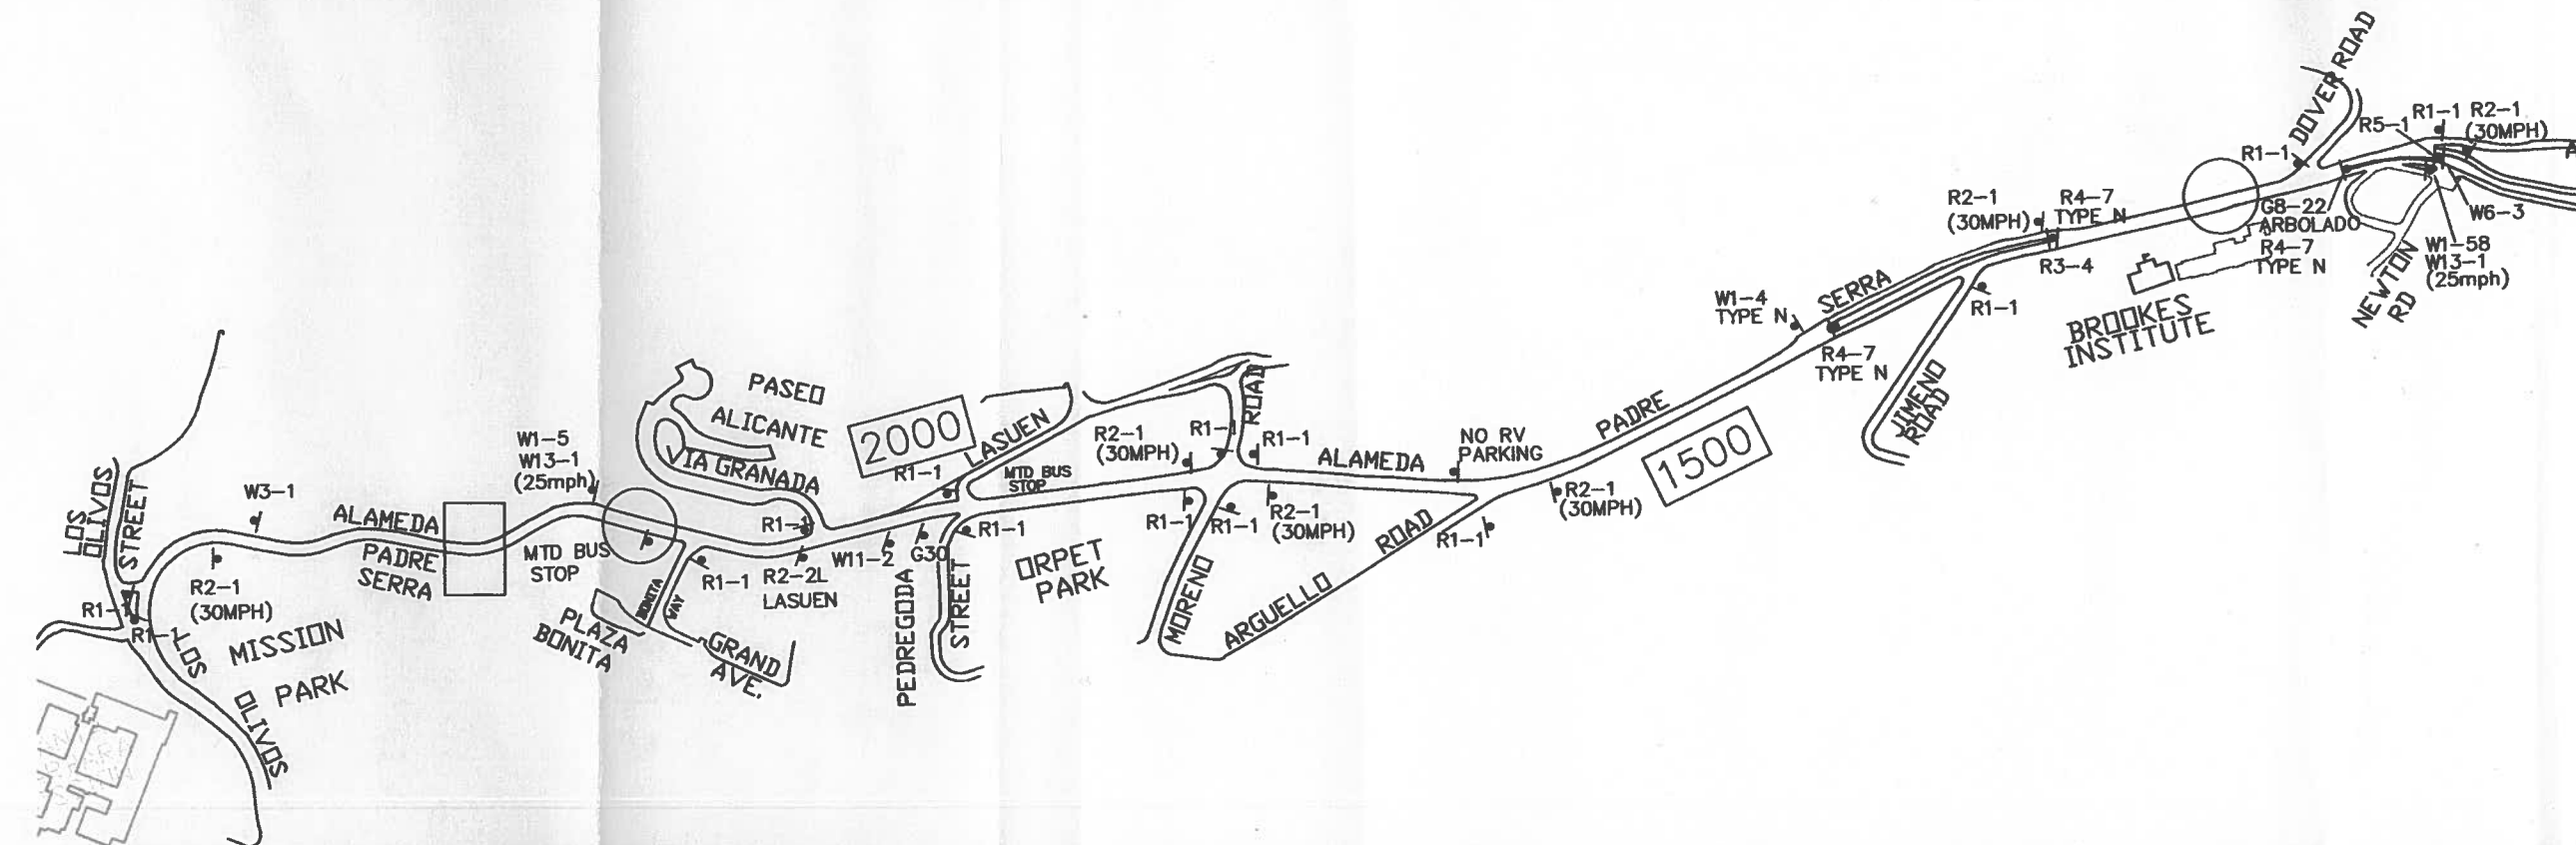 LOS
OLIVOS
STREET
R1-1
R1-1
LOS
OLIVOS
MISSION
PARK
W3-1
R2-1
(30MPH)
ALAMEDA
PADRE
SERRA
W1-5
W13-1
(25mph)
MTD BUS
STOP
PLAZA
BONITA
BONITA
WAY
GRAND
AVE.
R1-1
PASEO
ALICANTE
VIA GRANADA
R1-1
R2-2L
LASUEN
2000
W11-2
G30
PEDREGODA
STREET
R1-1
R1-1
LASUEN
MTD BUS
STOP
ORPET
PARK
R2-1
(30MPH)
R1-1
ROAD
R1-1
MORENO
R1-1
R1-1
R2-1
(30MPH)
ALAMEDA
ARGUELLO
ROAD
R1-1
NO RV
PARKING
R2-1
(30MPH)
PADRE
1500
W1-4
TYPE N
SERRA
R4-7
TYPE N
JIMENO
ROAD
R1-1
R2-1
(30MPH)
R4-7
TYPE N
R3-4
BROOKES
INSTITUTE
R1-1
DOVER ROAD
G8-22
ARBOLADO
R4-7
TYPE N
NEWTON
RD
R5-1
R1-1
R2-1
(30MPH)
W6-3
W1-58
W13-1
(25mph)
A